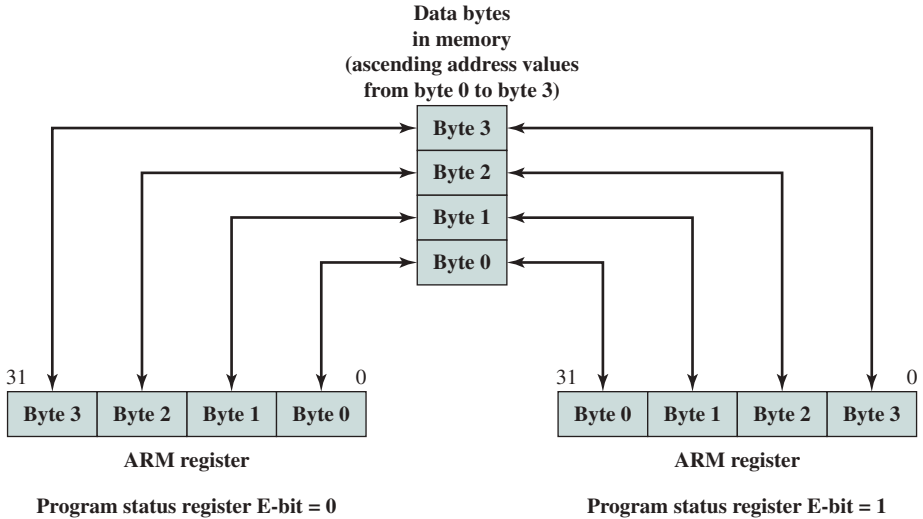 Data bytes
in memory
(ascending address values
from byte 0 to byte 3)
Byte 3
Byte 2
Byte 1
Byte 0
31 0
Byte 3 Byte 2 Byte 1 Byte 0
ARM register
Program status register E-bit = 0
31 0
Byte 0 Byte 1 Byte 2 Byte 3
ARM register
Program status register E-bit = 1